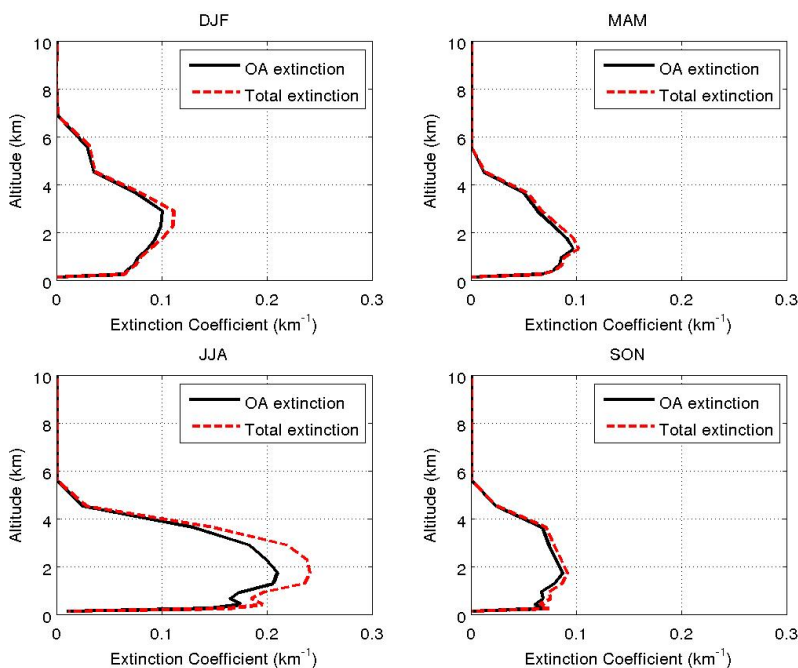 DJF
10
8
6
4
2
0
Altitude (km)
OA extinction
Total extinction
0 0.1 0.2 0.3
Extinction Coefficient (km⁻¹)
MAM
10
8
6
4
2
0
Altitude (km)
OA extinction
Total extinction
0 0.1 0.2 0.3
Extinction Coefficient (km⁻¹)
JJA
10
8
6
4
2
0
Altitude (km)
OA extinction
Total extinction
0 0.1 0.2 0.3
Extinction Coefficient (km⁻¹)
SON
10
8
6
4
2
0
Altitude (km)
OA extinction
Total extinction
0 0.1 0.2 0.3
Extinction Coefficient (km⁻¹)